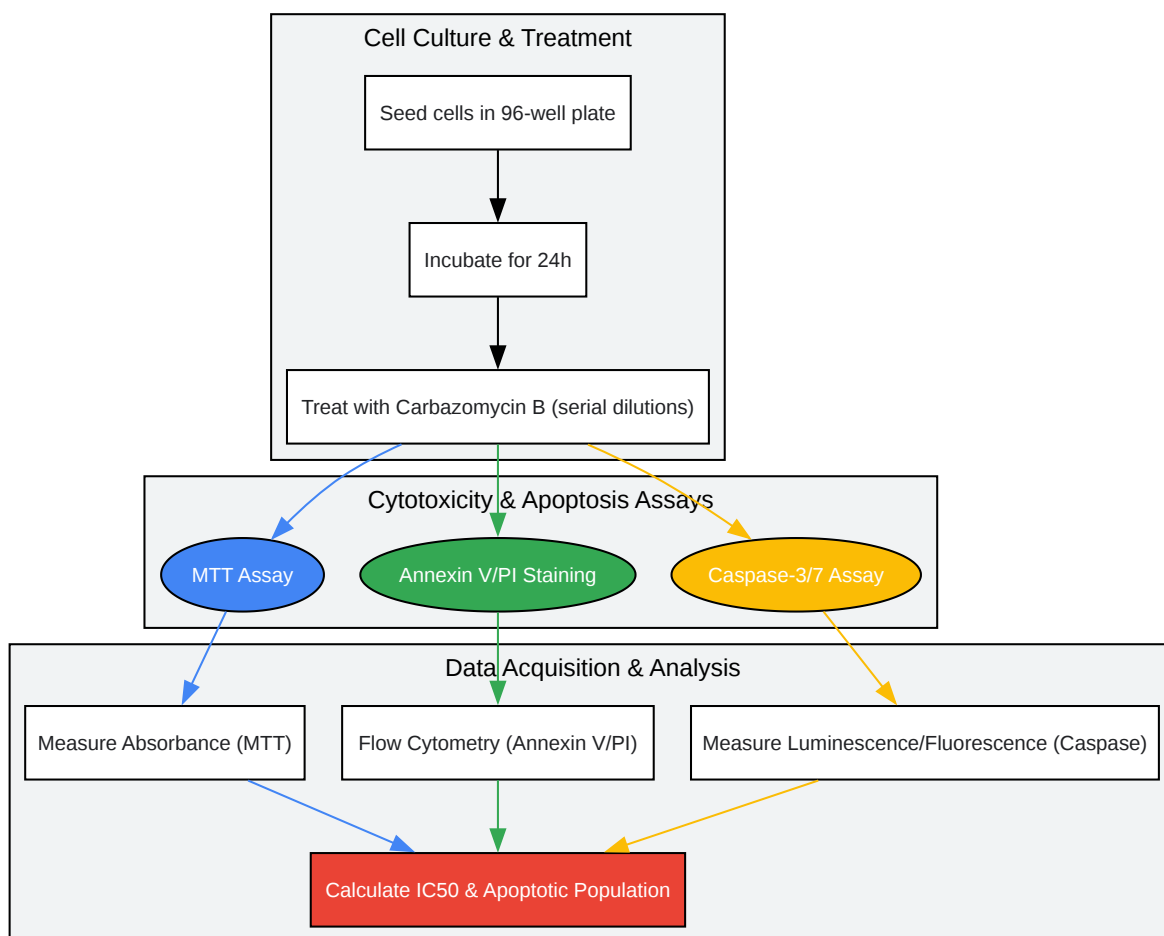 Cell Culture & Treatment
Seed cells in 96-well plate
Incubate for 24h
Treat with Carbazomycin B (serial dilutions)
Cytotoxicity & Apoptosis Assays
MTT Assay
Annexin V/PI Staining
Caspase-3/7 Assay
Data Acquisition & Analysis
Measure Absorbance (MTT)
Flow Cytometry (Annexin V/PI)
Measure Luminescence/Fluorescence (Caspase)
Calculate IC50 & Apoptotic Population